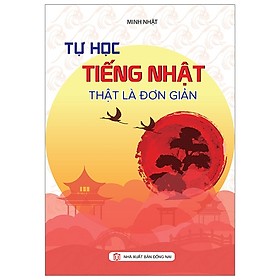 MINH NHẬT
TỰ HỌC
TIẾNG NHẬT
THẬT LÀ ĐƠN GIẢN
NHÀ XUẤT BẢN ĐỒNG NAI